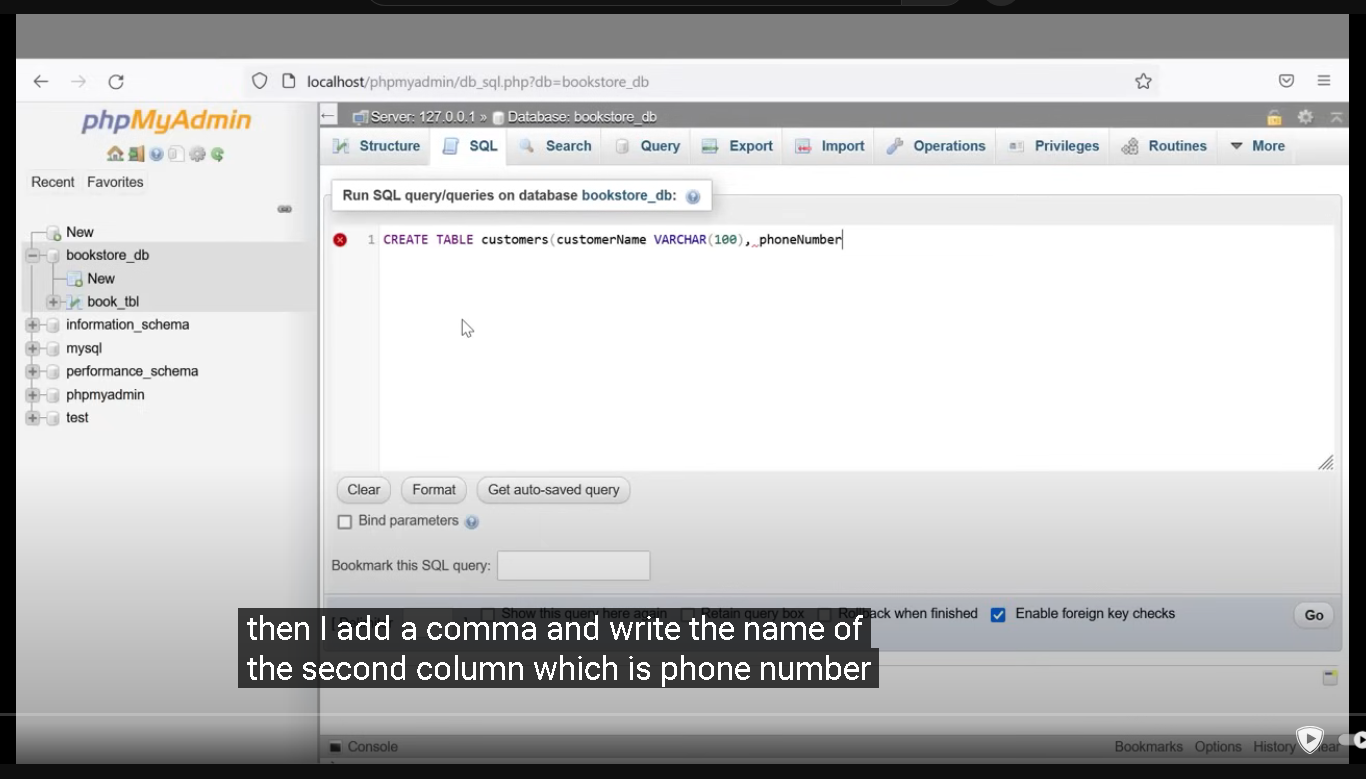 localhost/phpmyadmin/db_sql.php?db=bookstore_db
phpMyAdmin
Recent Favorites
New
bookstore_db
New
book_tbl
information_schema
mysql
performance_schema
phpmyadmin
test
Server: 127.0.0.1 » Database: bookstore_db
Structure SQL Search Query Export Import Operations Privileges Routines More
Run SQL query/queries on database bookstore_db:
1 CREATE TABLE customers(customerName VARCHAR(100), phoneNumber
Clear Format Get auto-saved query
Bind parameters
Bookmark this SQL query:
Show this query here again Retain query box Rollback when finished Enable foreign key checks Go
then I add a comma and write the name of
the second column which is phone number
Console Bookmarks Options History Clear